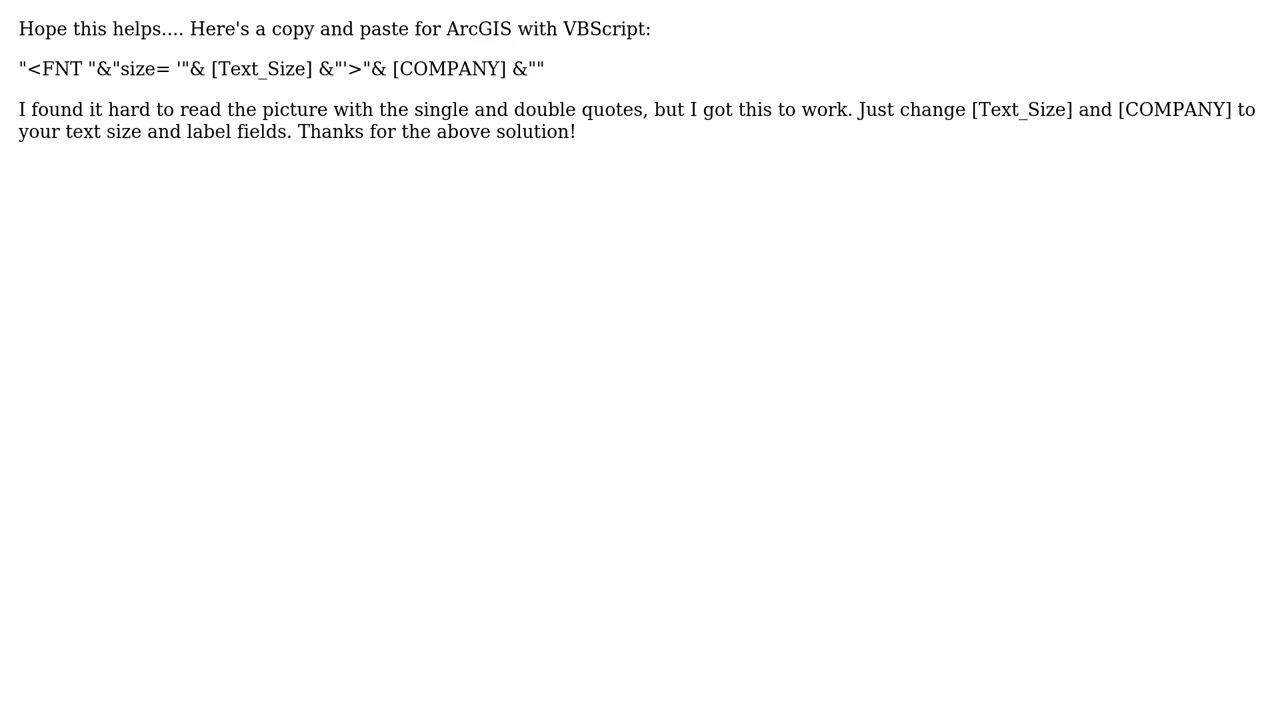 Hope this helps.... Here's a copy and paste for ArcGIS with VBScript:
"<FNT "&"size= '"& [Text_Size] &"'>"& [COMPANY] &""
I found it hard to read the picture with the single and double quotes, but I got this to work. Just change [Text_Size] and [COMPANY] to
your text size and label fields. Thanks for the above solution!